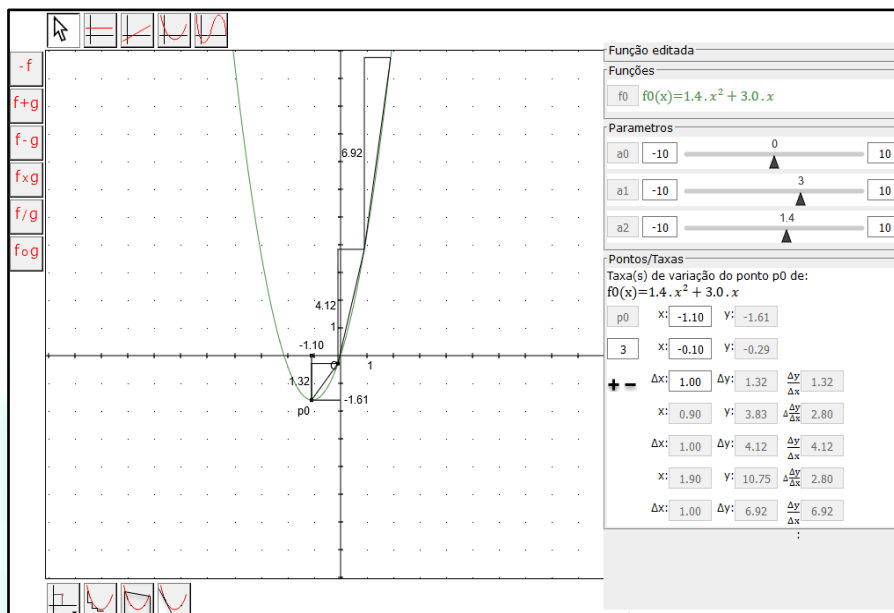 -f
f+g
f-g
fxg
f/g
fog
6.92
4.12
1
-1.10
O
1
1.32
-1.61
p0
Função editada
Funções
f0 f0(x)=1.4.x²+3.0.x
Parametros
0
a0 -10 10
3
a1 -10 10
1.4
a2 -10 10
Pontos/Taxas
Taxa(s) de variação do ponto p0 de:
f0(x)=1.4.x²+3.0.x
p0 x: -1.10 y: -1.61
3 x: -0.10 y: -0.29
+ - Δx: 1.00 Δy: 1.32 Δy/Δx 1.32
x: 0.90 y: 3.83 ΔΔy/Δx 2.80
Δx: 1.00 Δy: 4.12 Δy/Δx 4.12
x: 1.90 y: 10.75 ΔΔy/Δx 2.80
Δx: 1.00 Δy: 6.92 Δy/Δx 6.92
: